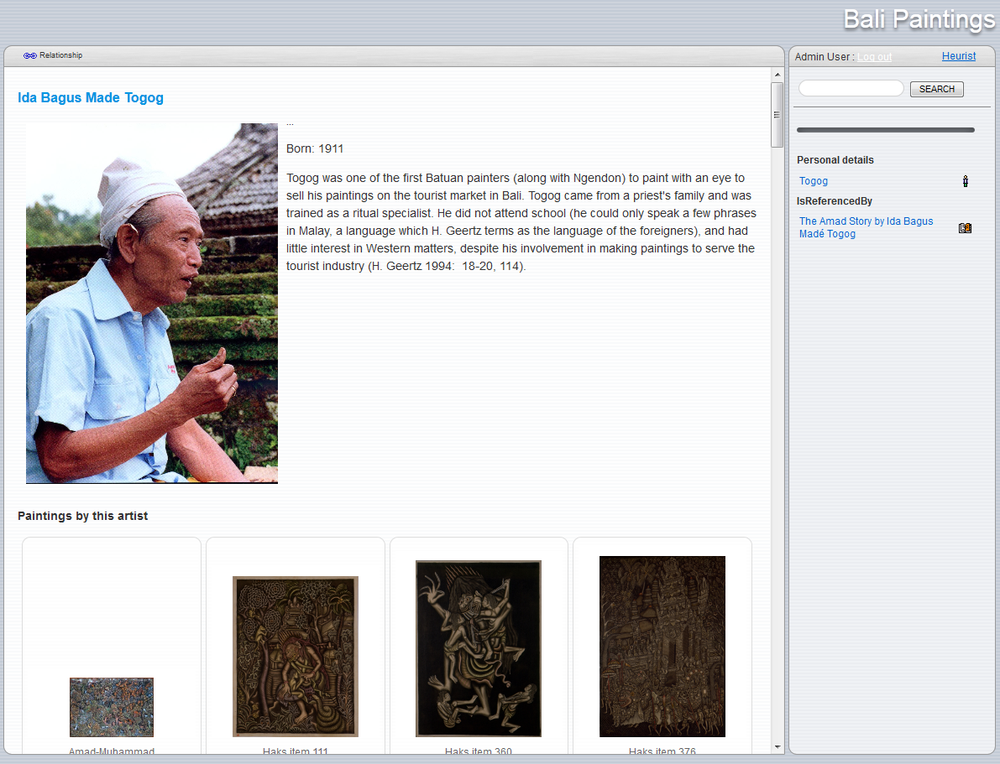 Bali Paintings
Relationship
Admin User : Log out
Heurist
SEARCH
Ida Bagus Made Togog
...
Born: 1911
Togog was one of the first Batuan painters (along with Ngendon) to paint with an eye to
sell his paintings on the tourist market in Bali. Togog came from a priest's family and was
trained as a ritual specialist. He did not attend school (he could only speak a few phrases
in Malay, a language which H. Geertz terms as the language of the foreigners), and had
little interest in Western matters, despite his involvement in making paintings to serve the
tourist industry (H. Geertz 1994:  18-20, 114).
Personal details
Togog
IsReferencedBy
The Amad Story by Ida Bagus
Madé Togog
Paintings by this artist
Amad-Muhammad
Haks item 111
Haks item 360
Haks item 376